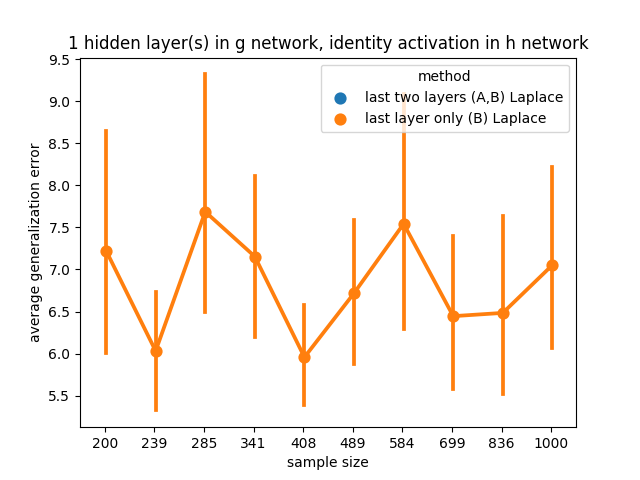 1 hidden layer(s) in g network, identity activation in h network
method
last two layers (A,B) Laplace
last layer only (B) Laplace
average generalization error
9.5
9.0
8.5
8.0
7.5
7.0
6.5
6.0
5.5
200 239 285 341 408 489 584 699 836 1000
sample size